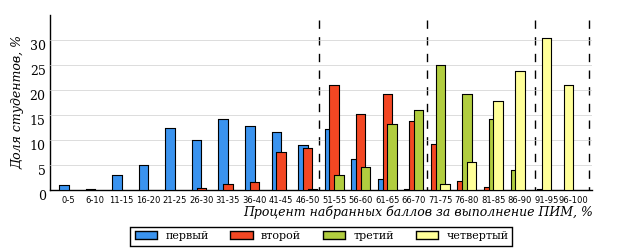 Доля студентов, %
30
25
20
15
10
5
0
0-5 6-10 11-15 16-20 21-25 26-30 31-35 36-40 41-45 46-50 51-55 56-60 61-65 66-70 71-75 76-80 81-85 86-90 91-95 96-100
Процент набранных баллов за выполнение ПИМ, %
первый второй третий четвертый